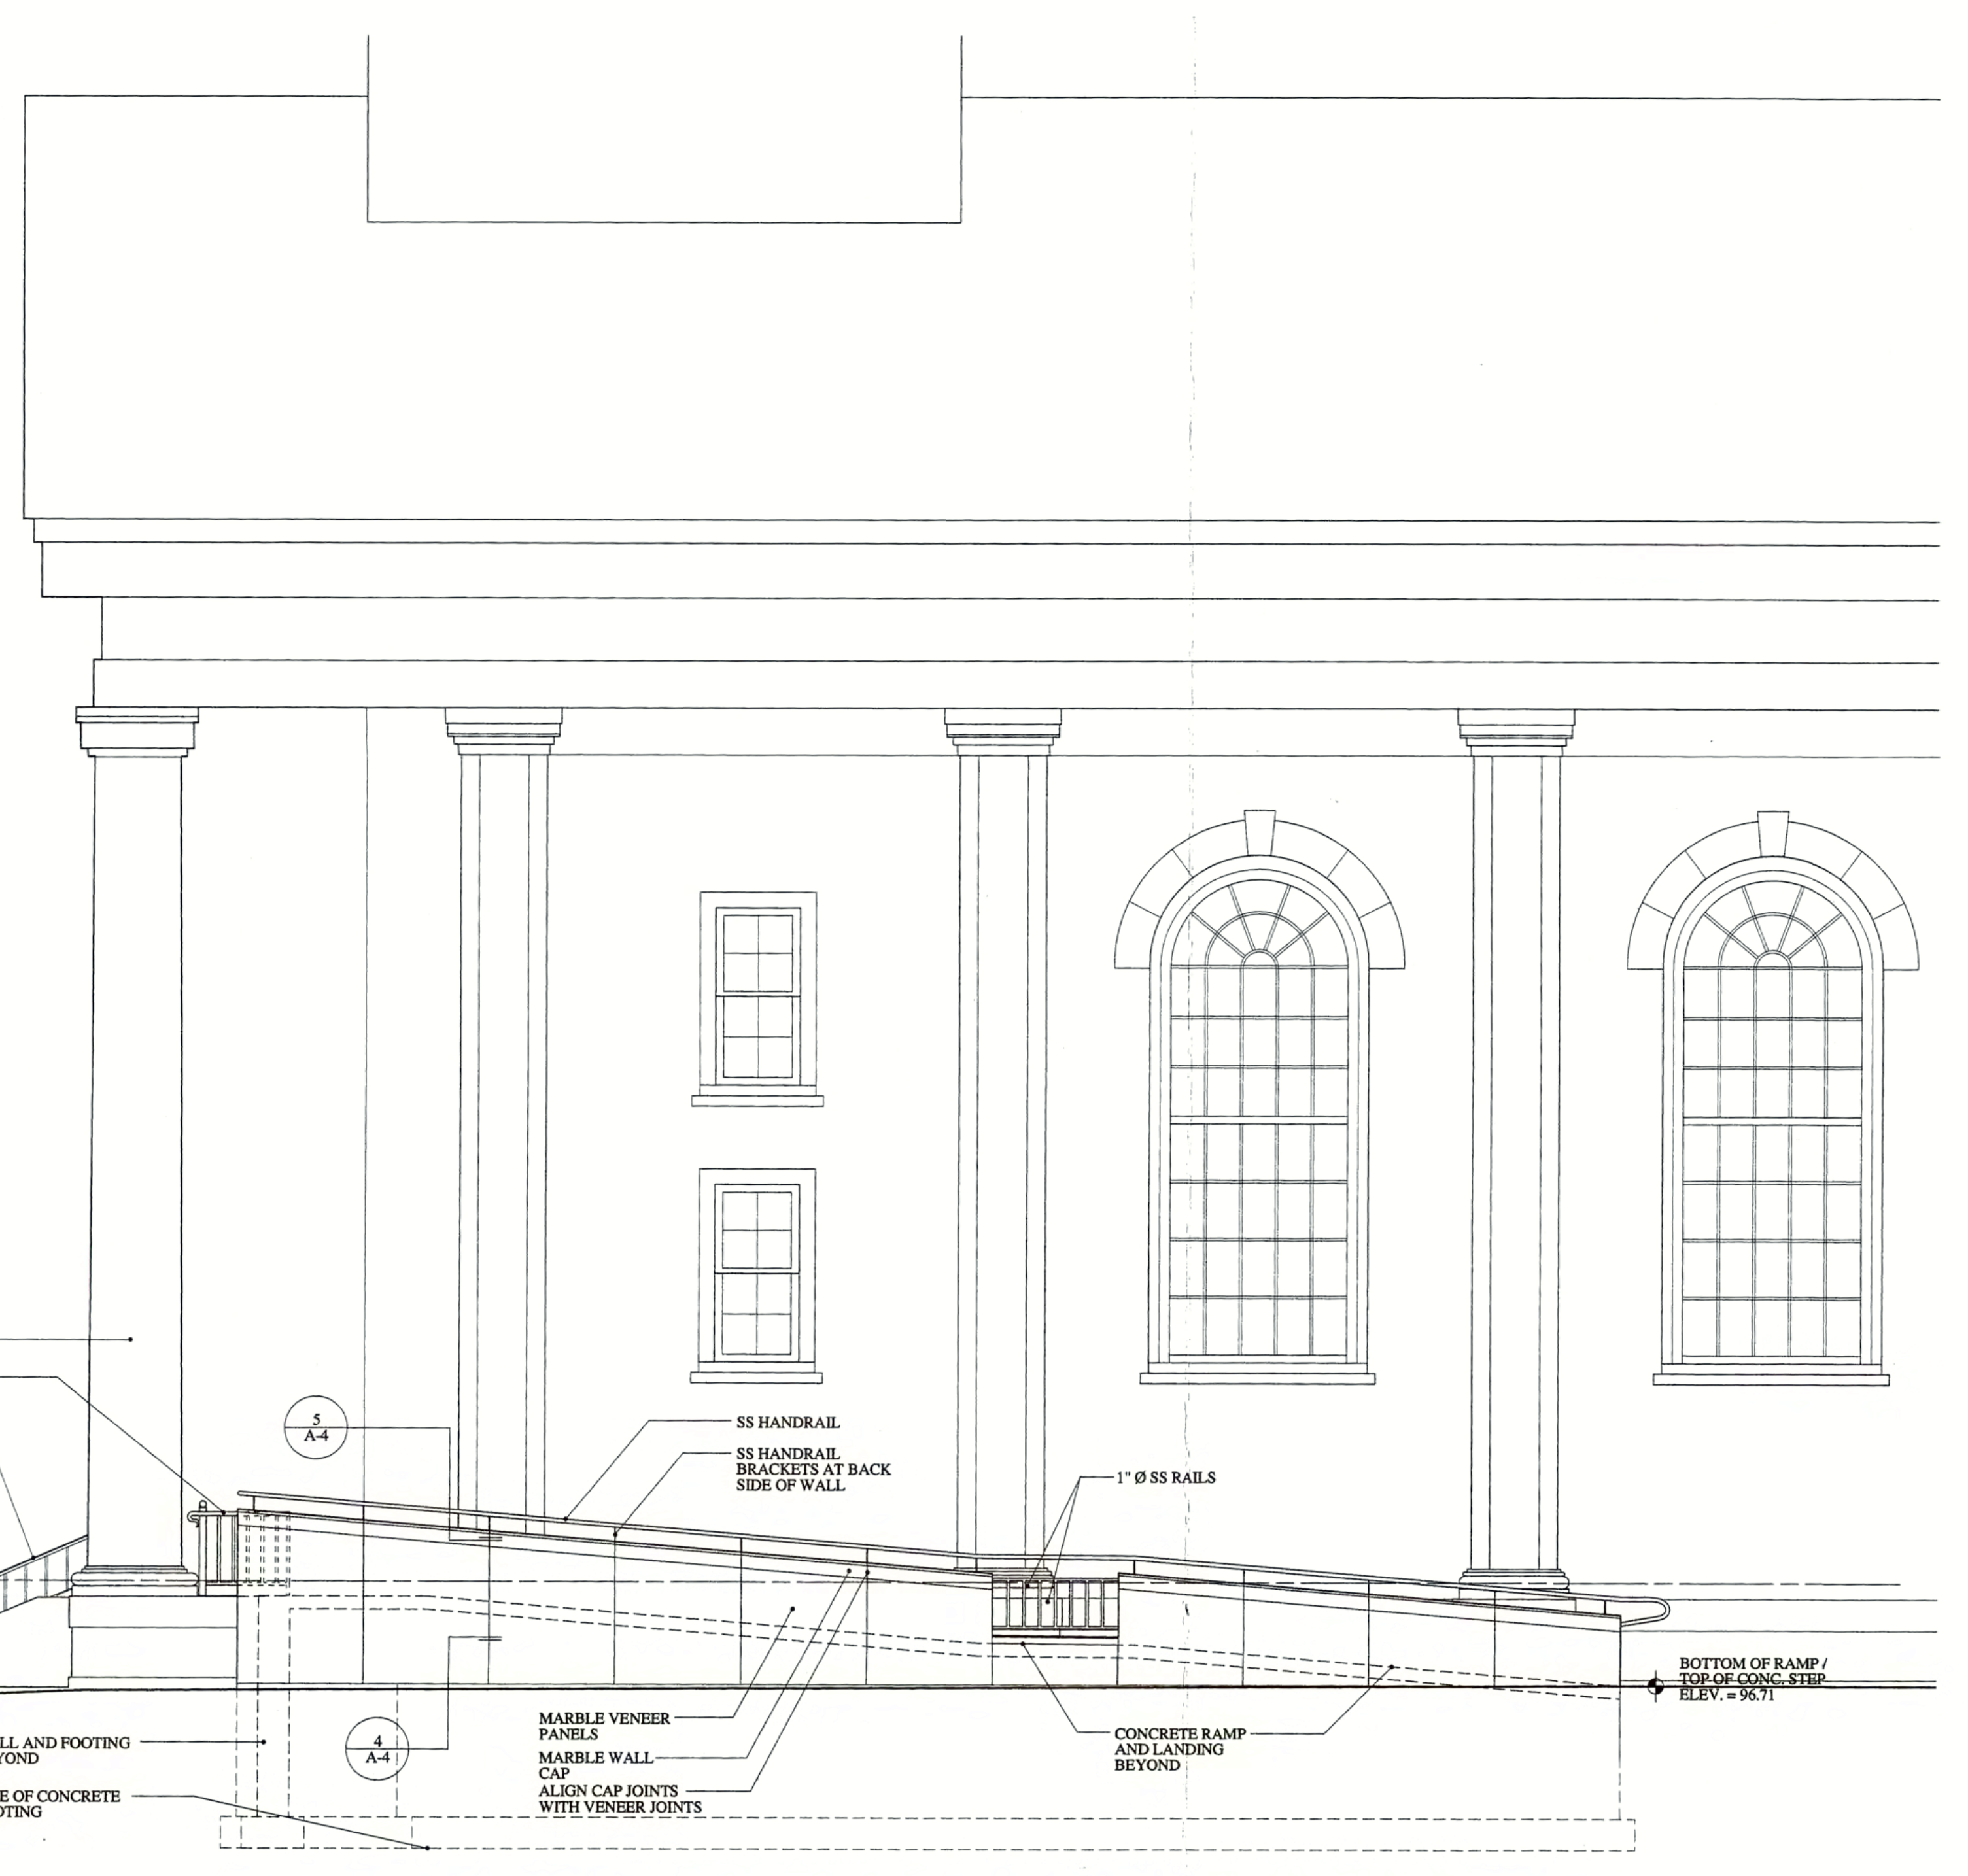 5
A-4
SS HANDRAIL
SS HANDRAIL
BRACKETS AT BACK
SIDE OF WALL
1" Ø SS RAILS
BOTTOM OF RAMP /
TOP OF CONC. STEP
ELEV. = 96.71
MARBLE VENEER
PANELS
MARBLE WALL
CAP
ALIGN CAP JOINTS
WITH VENEER JOINTS
4
A-4
CONCRETE RAMP
AND LANDING
BEYOND
LL AND FOOTING
YOND
E OF CONCRETE
OTING